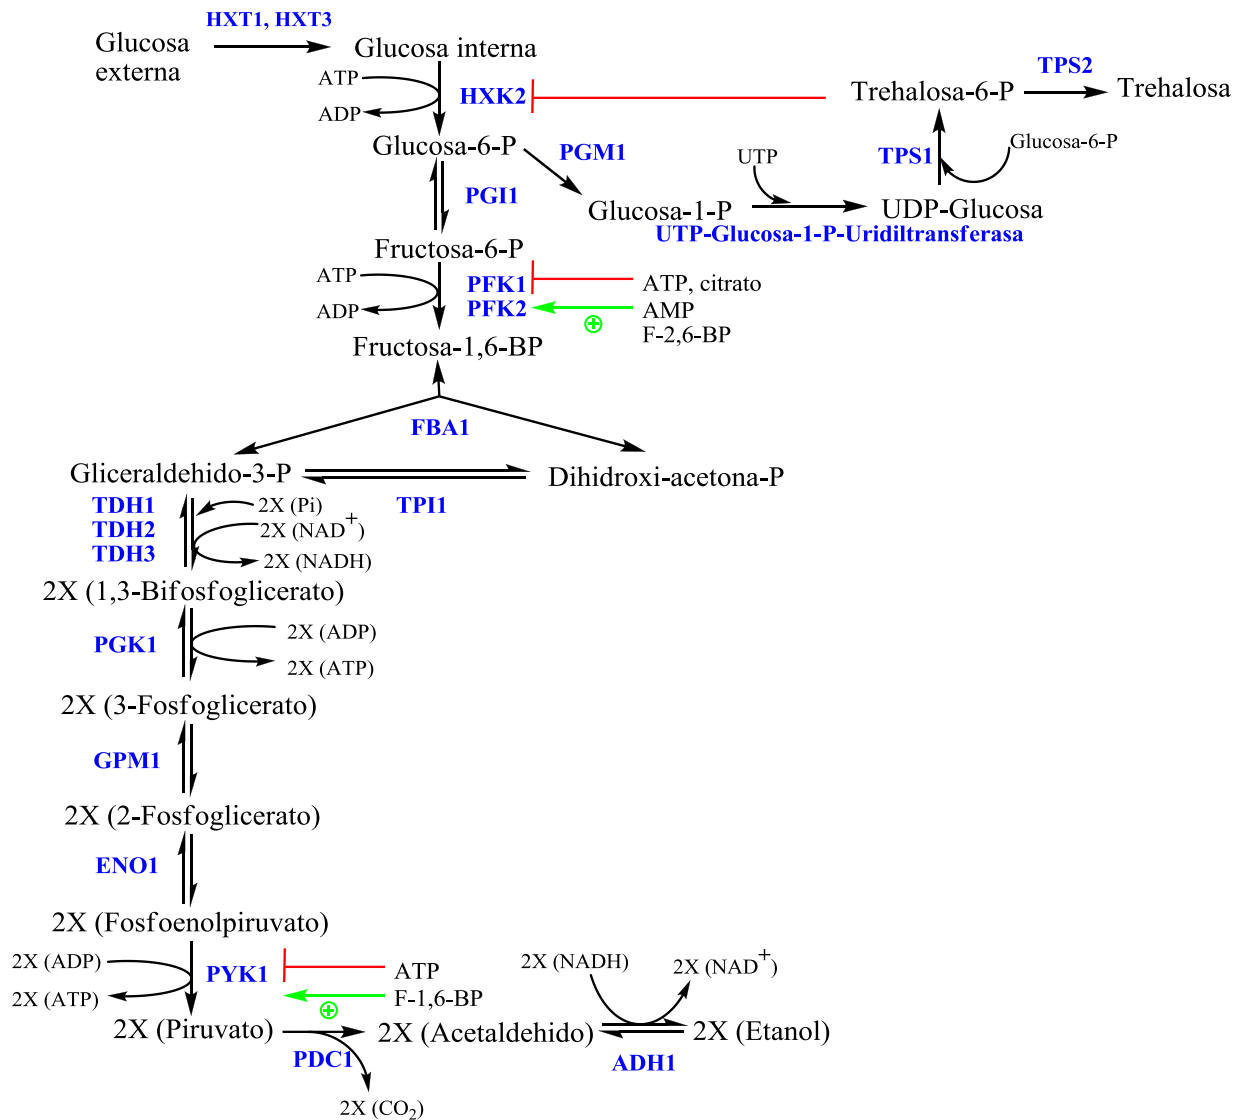 HXT1, HXT3
Glucosa
externa
Glucosa interna
ATP
ADP
HXK2
Trehalosa-6-P
TPS2
Trehalosa
Glucosa-6-P
PGM1
UTP
TPS1
Glucosa-6-P
PGI1
Glucosa-1-P
UDP-Glucosa
UTP-Glucosa-1-P-Uridiltransferasa
Fructosa-6-P
ATP
ADP
PFK1
PFK2
ATP, citrato
AMP
F-2,6-BP
Fructosa-1,6-BP
FBA1
Gliceraldehido-3-P
Dihidroxi-acetona-P
TPI1
TDH1
TDH2
TDH3
2X (Pi)
2X (NAD+)
2X (NADH)
2X (1,3-Bifosfoglicerato)
PGK1
2X (ADP)
2X (ATP)
2X (3-Fosfoglicerato)
GPM1
2X (2-Fosfoglicerato)
ENO1
2X (Fosfoenolpiruvato)
2X (ADP)
2X (ATP)
PYK1
ATP
F-1,6-BP
2X (NADH)
2X (NAD+)
2X (Piruvato)
2X (Acetaldehido)
2X (Etanol)
PDC1
ADH1
2X (CO2)